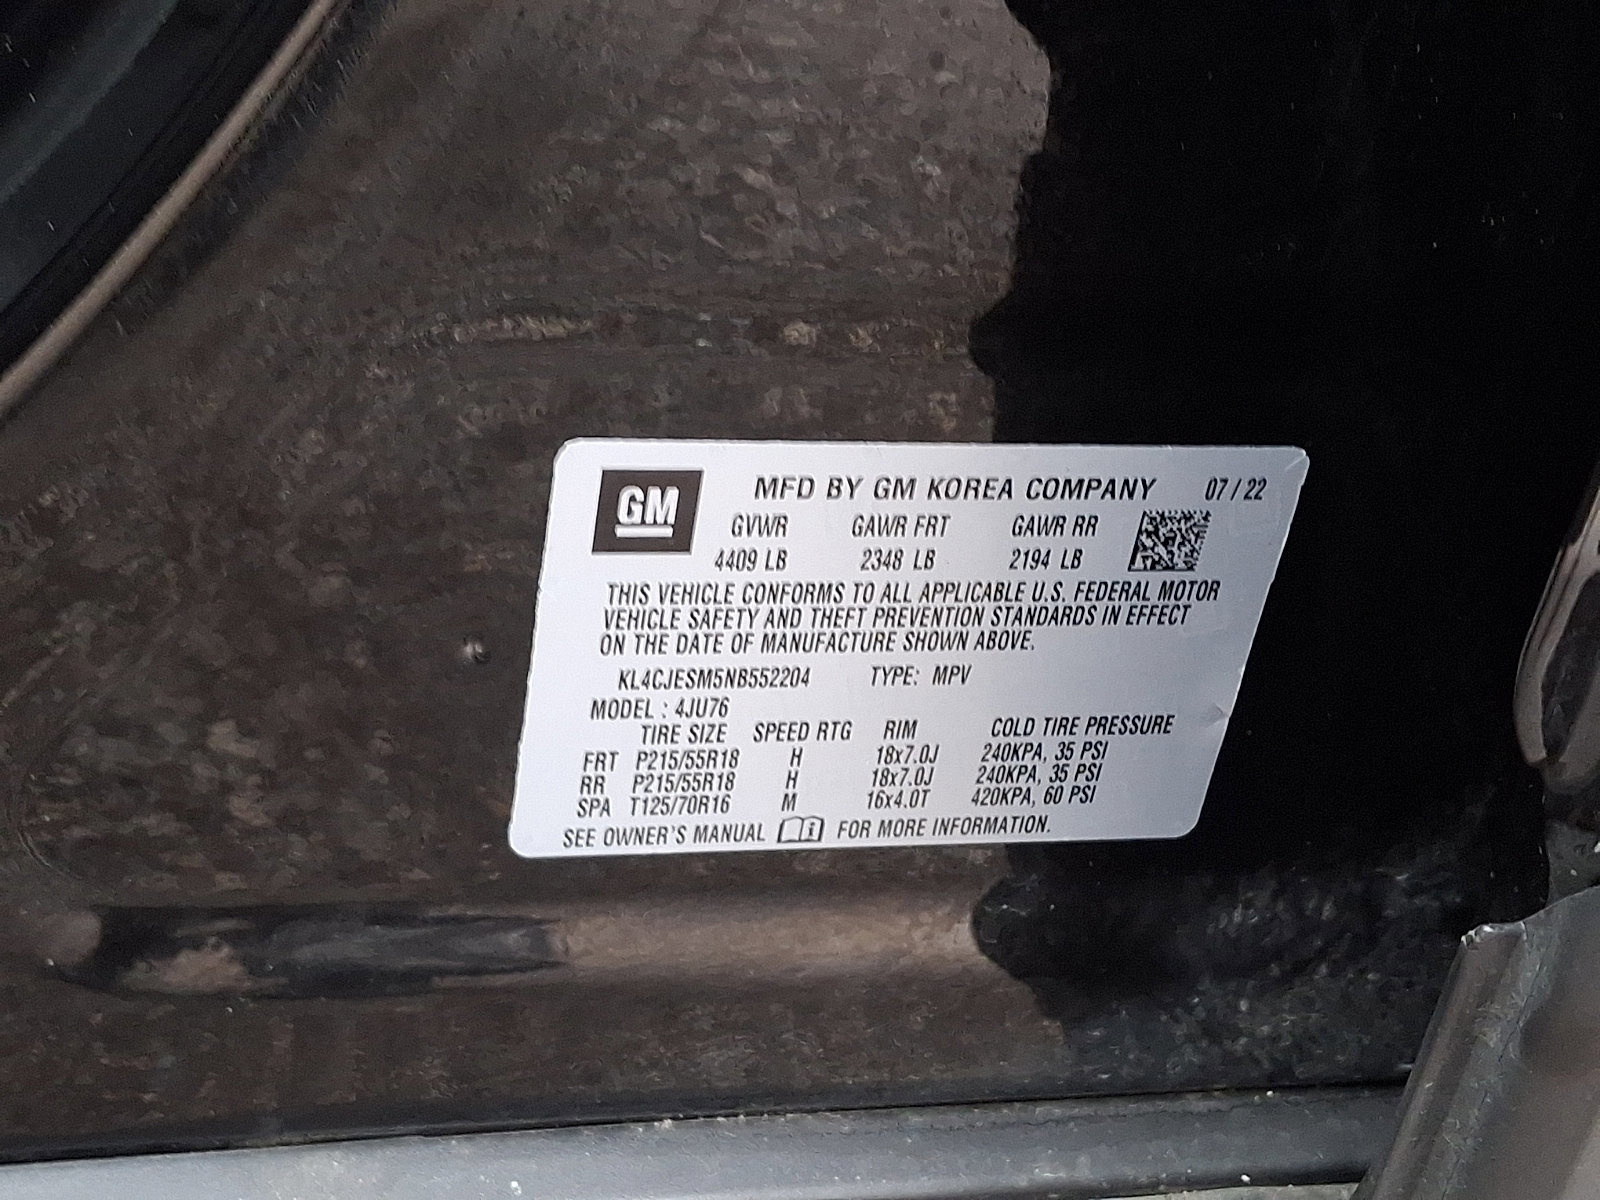 GM
MFD BY GM KOREA COMPANY 07/22
GVWR GAWR FRT GAWR RR
4409 LB 2348 LB 2194 LB
THIS VEHICLE CONFORMS TO ALL APPLICABLE U.S. FEDERAL MOTOR
VEHICLE SAFETY AND THEFT PREVENTION STANDARDS IN EFFECT
ON THE DATE OF MANUFACTURE SHOWN ABOVE.
KL4CJESM5NB552204 TYPE: MPV
MODEL : 4JU76
TIRE SIZE SPEED RTG RIM COLD TIRE PRESSURE
FRT P215/55R18 H 18x7.0J 240KPA, 35 PSI
RR P215/55R18 H 18x7.0J 240KPA, 35 PSI
SPA T125/70R16 M 16x4.0T 420KPA, 60 PSI
SEE OWNER'S MANUAL FOR MORE INFORMATION.